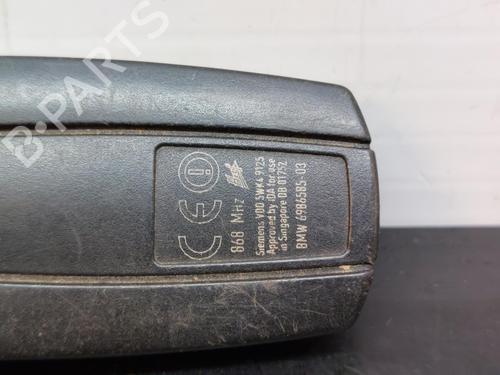 B-PARTS
CE
868 MHz
Siemens VDO 5WK4 9125
Approved by iDA for use
in Singapore DB 01752
BMW 6986585-03